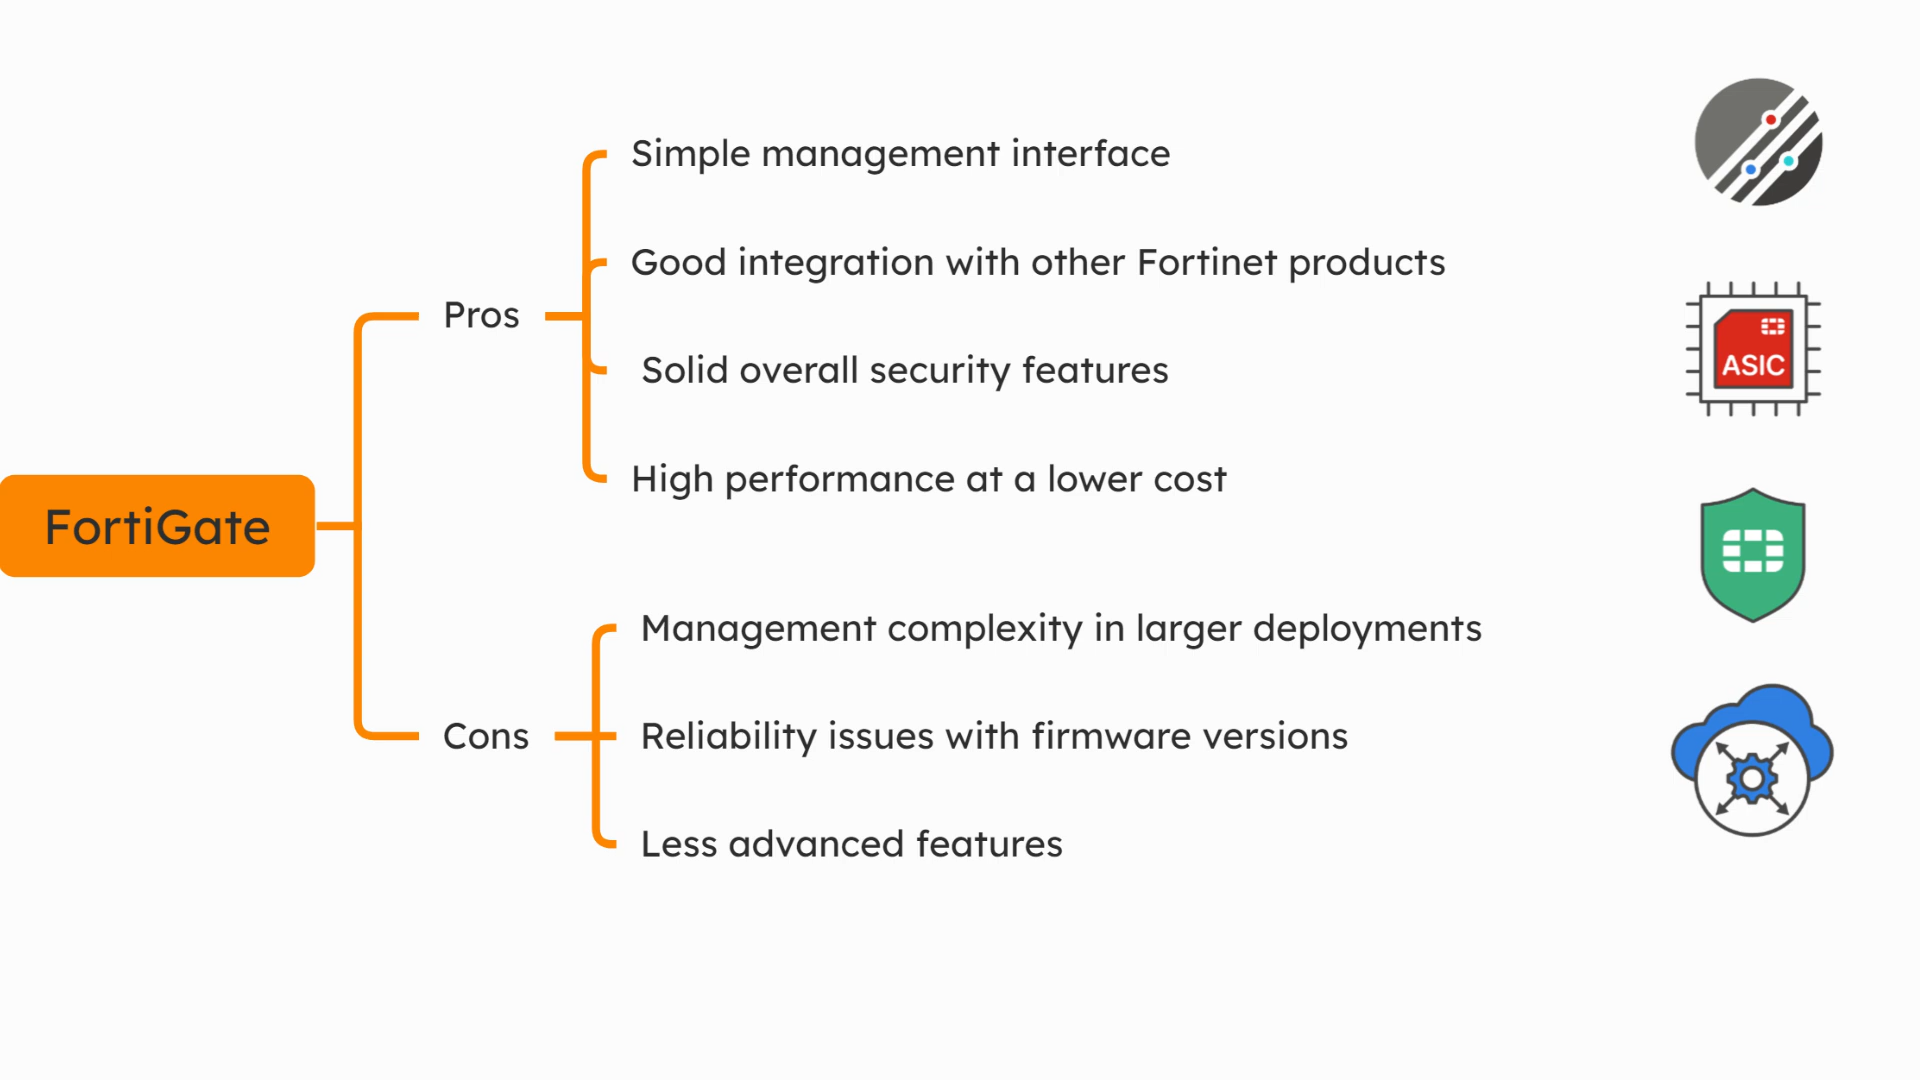 FortiGate
Pros
Simple management interface
Good integration with other Fortinet products
Solid overall security features
High performance at a lower cost
Cons
Management complexity in larger deployments
Reliability issues with firmware versions
Less advanced features
ASIC